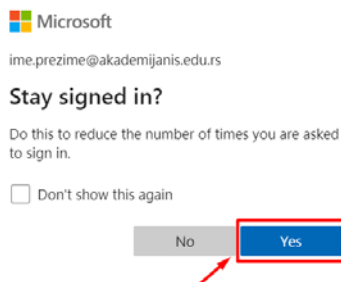 Microsoft
ime.prezime@akademijanis.edu.rs
Stay signed in?
Do this to reduce the number of times you are asked
to sign in.
Don't show this again
No Yes